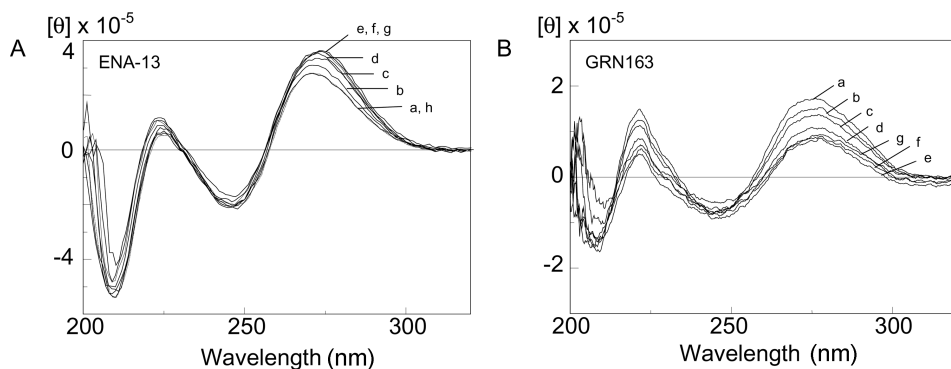 A
[θ] x 10⁻⁵
ENA-13
e, f, g
d
c
b
a, h
4
0
-4
200
250
300
Wavelength (nm)
B
[θ] x 10⁻⁵
GRN163
a
b
c
d
g
f
e
2
0
-2
200
250
300
Wavelength (nm)